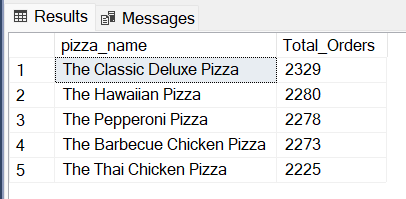 Results Messages
pizza_name Total_Orders
1 The Classic Deluxe Pizza 2329
2 The Hawaiian Pizza 2280
3 The Pepperoni Pizza 2278
4 The Barbecue Chicken Pizza 2273
5 The Thai Chicken Pizza 2225